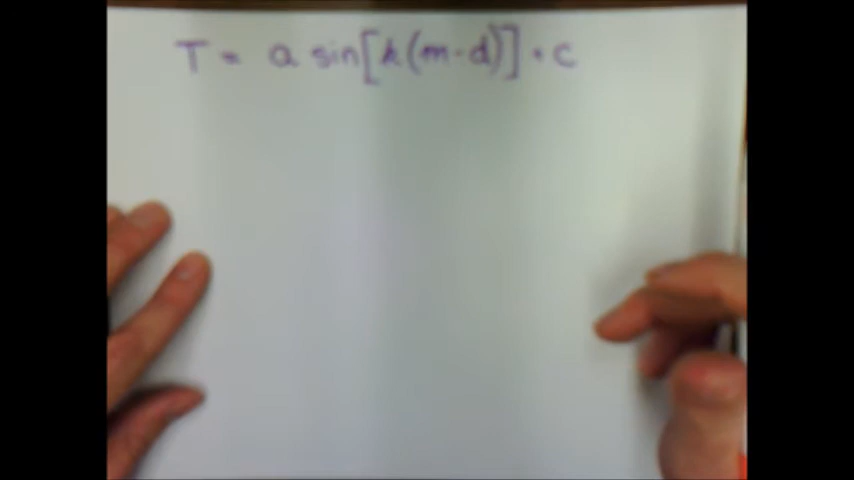 T = a sin[k(m-d)] + c